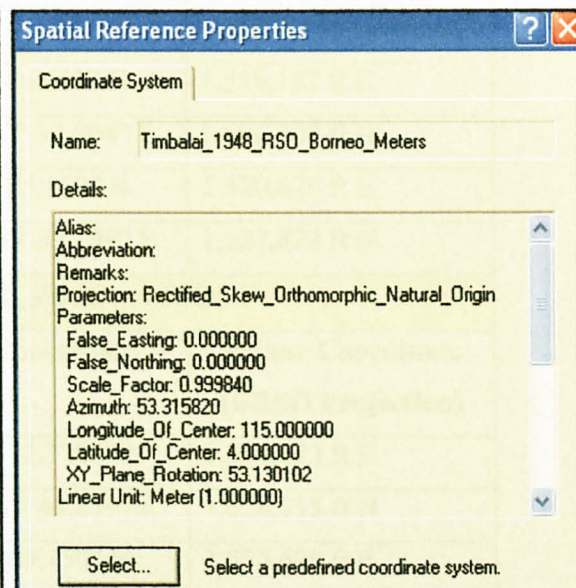 Spatial Reference Properties
Coordinate System
Name: Timbalai_1948_RSO_Borneo_Meters
Details:
Alias:
Abbreviation:
Remarks:
Projection: Rectified_Skew_Orthomorphic_Natural_Origin
Parameters:
False_Easting: 0.000000
False_Northing: 0.000000
Scale_Factor: 0.999840
Azimuth: 53.315820
Longitude_Of_Center: 115.000000
Latitude_Of_Center: 4.000000
XY_Plane_Rotation: 53.130102
Linear Unit: Meter (1.000000)
Select... Select a predefined coordinate system.